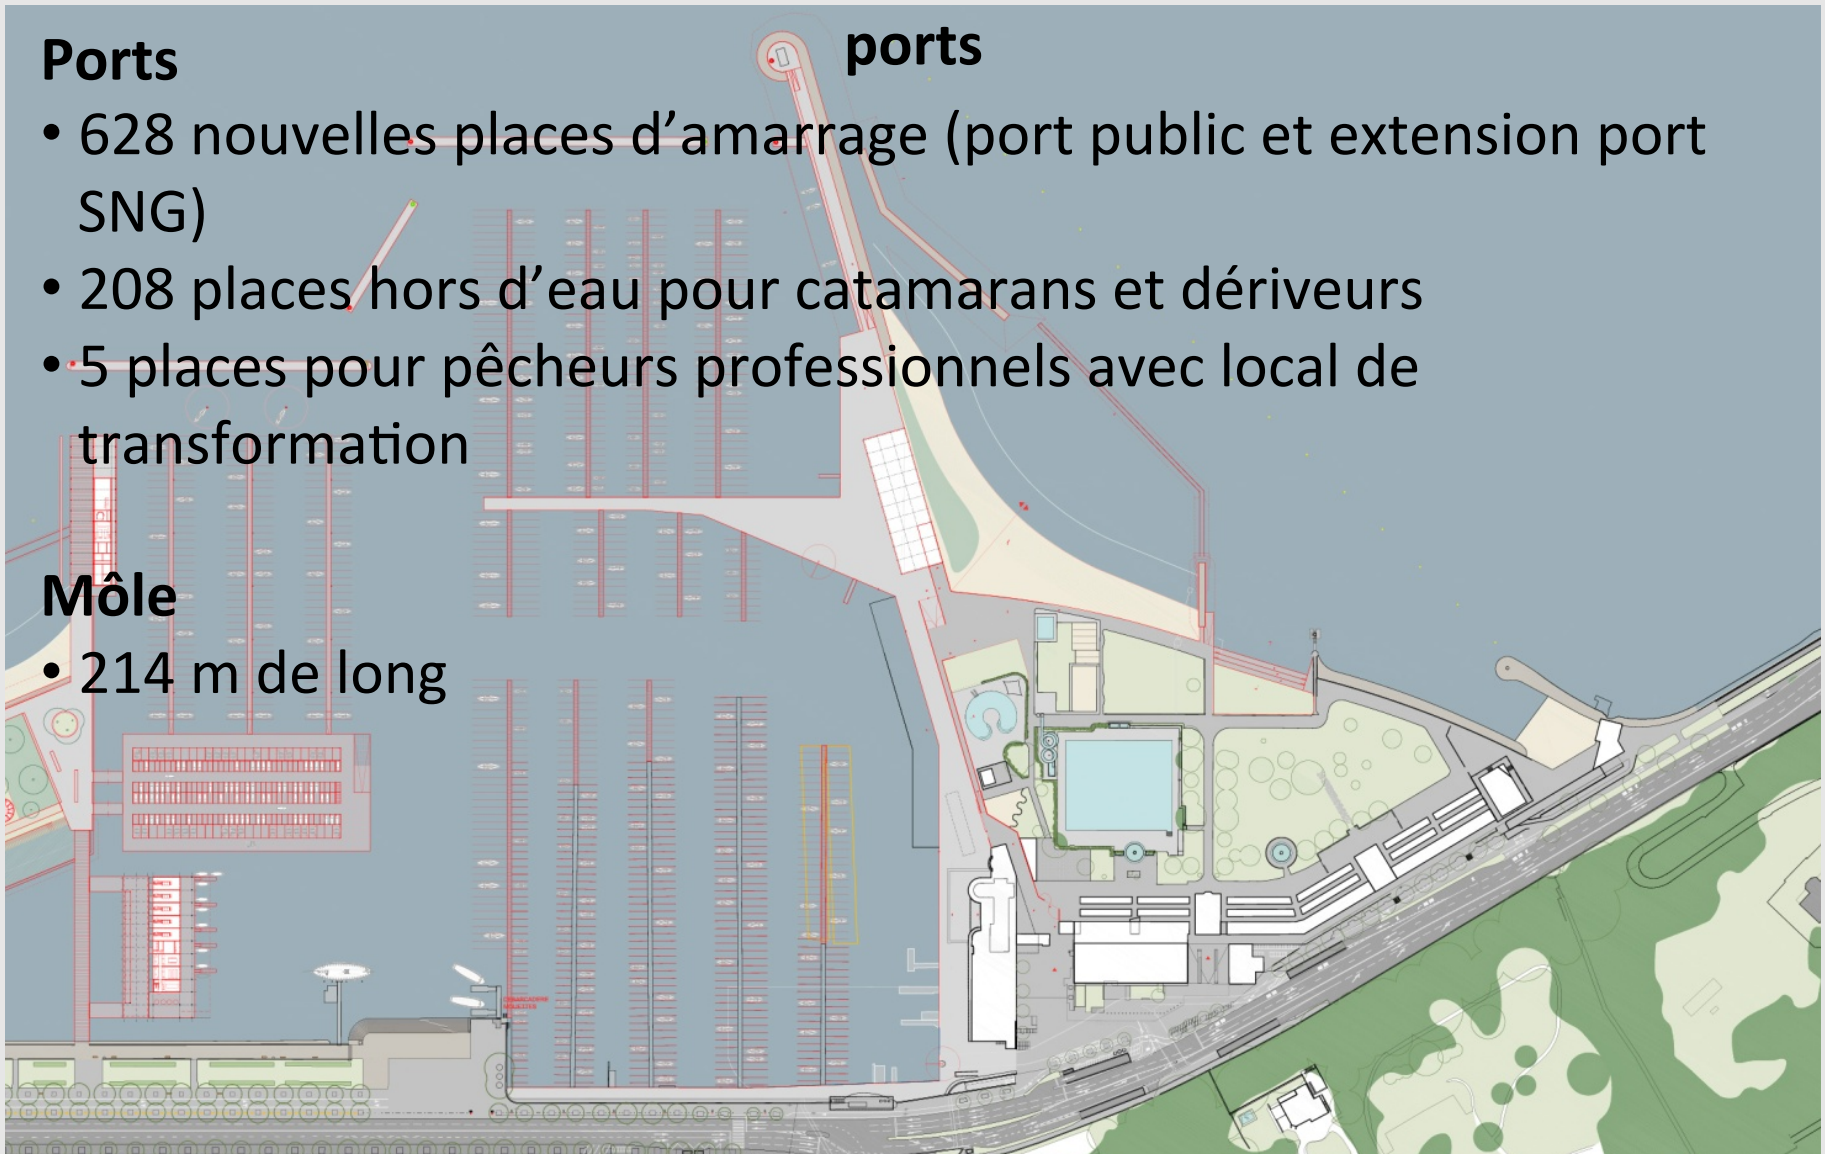 Ports
ports
• 628 nouvelles places d’amarrage (port public et extension port
SNG)
• 208 places hors d’eau pour catamarans et dériveurs
• 5 places pour pêcheurs professionnels avec local de
transformation
Môle
• 214 m de long